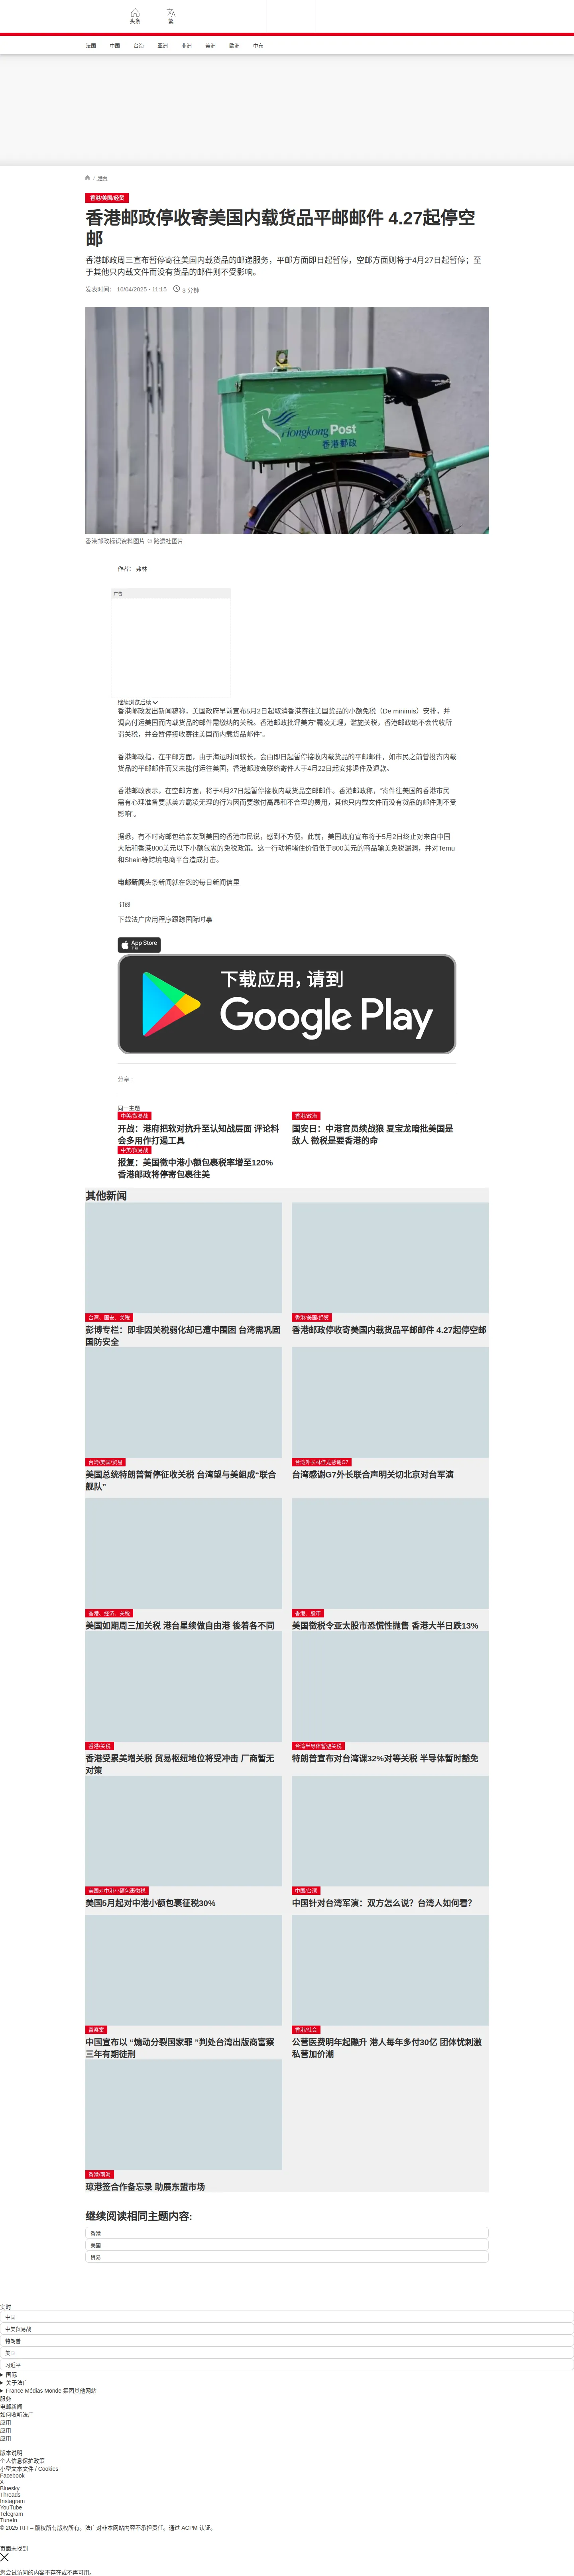 头条
繁
法国
中国
台海
亚洲
非洲
美洲
欧洲
中东
/ 港台
香港/美国/经贸
香港邮政停收寄美国内载货品平邮邮件 4.27起停空
邮
香港邮政周三宣布暂停寄往美国内载货品的邮递服务，平邮方面即日起暂停，空邮方面则将于4月27日起暂停；至
于其他只内载文件而没有货品的邮件则不受影响。
发表时间： 16/04/2025 - 11:15
3 分钟
Hongkong Post
香港郵政
香港邮政标识资料图片 © 路透社图片
作者： 弗林
广告
继续浏览后续
香港邮政发出新闻稿称，美国政府早前宣布5月2日起取消香港寄往美国货品的小额免税（De minimis）安排，并
调高付运美国而内载货品的邮件需缴纳的关税。香港邮政批评美方“霸凌无理，滥施关税，香港邮政绝不会代收所
谓关税，并会暂停接收寄往美国而内载货品邮件”。
香港邮政指，在平邮方面，由于海运时间较长，会由即日起暂停接收内载货品的平邮邮件，如市民之前曾投寄内载
货品的平邮邮件而又未能付运往美国，香港邮政会联络寄件人于4月22日起安排退件及退款。
香港邮政表示，在空邮方面，将于4月27日起暂停接收内载货品空邮邮件。香港邮政称，“寄件往美国的香港市民
需有心理准备要就美方霸凌无理的行为因而要缴付高昂和不合理的费用，其他只内载文件而没有货品的邮件则不受
影响”。
据悉，有不时寄邮包给亲友到美国的香港市民说，感到不方便。此前，美国政府宣布将于5月2日终止对来自中国
大陆和香港800美元以下小额包裹的免税政策。这一行动将堵住价值低于800美元的商品输美免税漏洞，并对Temu
和Shein等跨境电商平台造成打击。
电邮新闻头条新闻就在您的每日新闻信里
订阅
下载法广应用程序跟踪国际时事
App Store
下载
下载应用，请到
Google Play
分享 :
同一主题
中美/贸易战
开战：港府把软对抗升至认知战层面 评论料
会多用作打遏工具
香港/政治
国安日：中港官员续战狼 夏宝龙暗批美国是
敌人 徵税是要香港的命
中美/贸易战
报复：美国徵中港小额包裹税率增至120%
香港邮政将停寄包裹往美
其他新闻
台湾、国安、关税
彭博专栏：即非因关税弱化却已遭中围困 台湾需巩固
国防安全
香港/美国/经贸
香港邮政停收寄美国内载货品平邮邮件 4.27起停空邮
台湾/美国/贸易
美国总统特朗普暂停征收关税 台湾望与美組成“联合
舰队”
台湾外长林佳龙感谢G7
台湾感谢G7外长联合声明关切北京对台军演
香港、经济、关税
美国如期周三加关税 港台星续做自由港 後着各不同
香港、股市
美国徵税令亚太股市恐慌性抛售 香港大半日跌13%
香港/关税
香港受累美增关税 贸易枢纽地位将受冲击 厂商暂无
对策
台湾半导体暂避关税
特朗普宣布对台湾课32%对等关税 半导体暂时豁免
美国对中港小额包裹徵税
美国5月起对中港小额包裹征税30%
中国/台湾
中国针对台湾军演：双方怎么说？台湾人如何看？
富察案
中国宣布以 “煽动分裂国家罪 ”判处台湾出版商富察
三年有期徒刑
香港/社会
公营医费明年起飚升 港人每年多付30亿 团体忧刺激
私营加价潮
香港/南海
琼港签合作备忘录 助展东盟市场
继续阅读相同主题内容:
香港
美国
贸易
实时
中国
中美贸易战
特朗普
美国
习近平
国际
关于法广
France Médias Monde 集团其他网站
服务
电邮新闻
如何收听法广
应用
应用
应用
版本说明
个人信息保护政策
小型文本文件 / Cookies
Facebook
X
Bluesky
Threads
Instagram
YouTube
Telegram
TuneIn
© 2025 RFI – 版权所有版权所有。法广对非本网站内容不承担责任。通过 ACPM 认证。
页面未找到
您尝试访问的内容不存在或不再可用。